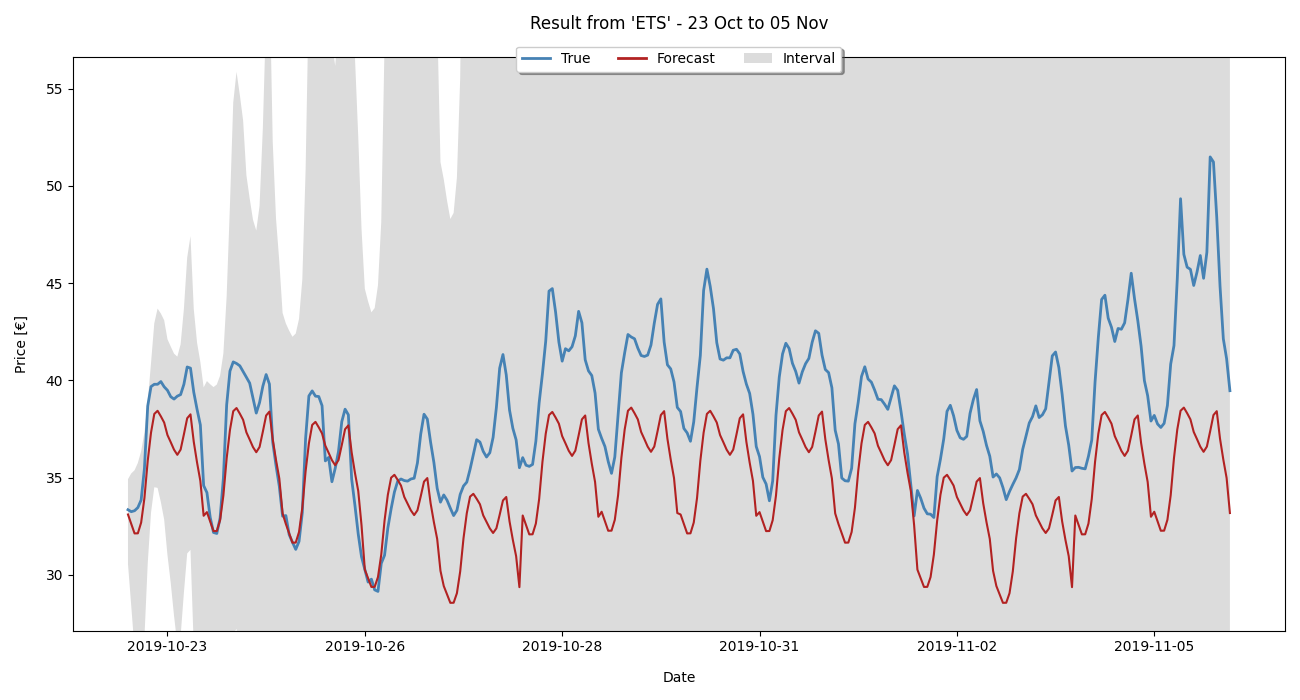 Result from 'ETS' - 23 Oct to 05 Nov
True Forecast Interval
Price [€]
55
50
45
40
35
30
2019-10-23 2019-10-26 2019-10-28 2019-10-31 2019-11-02 2019-11-05
Date